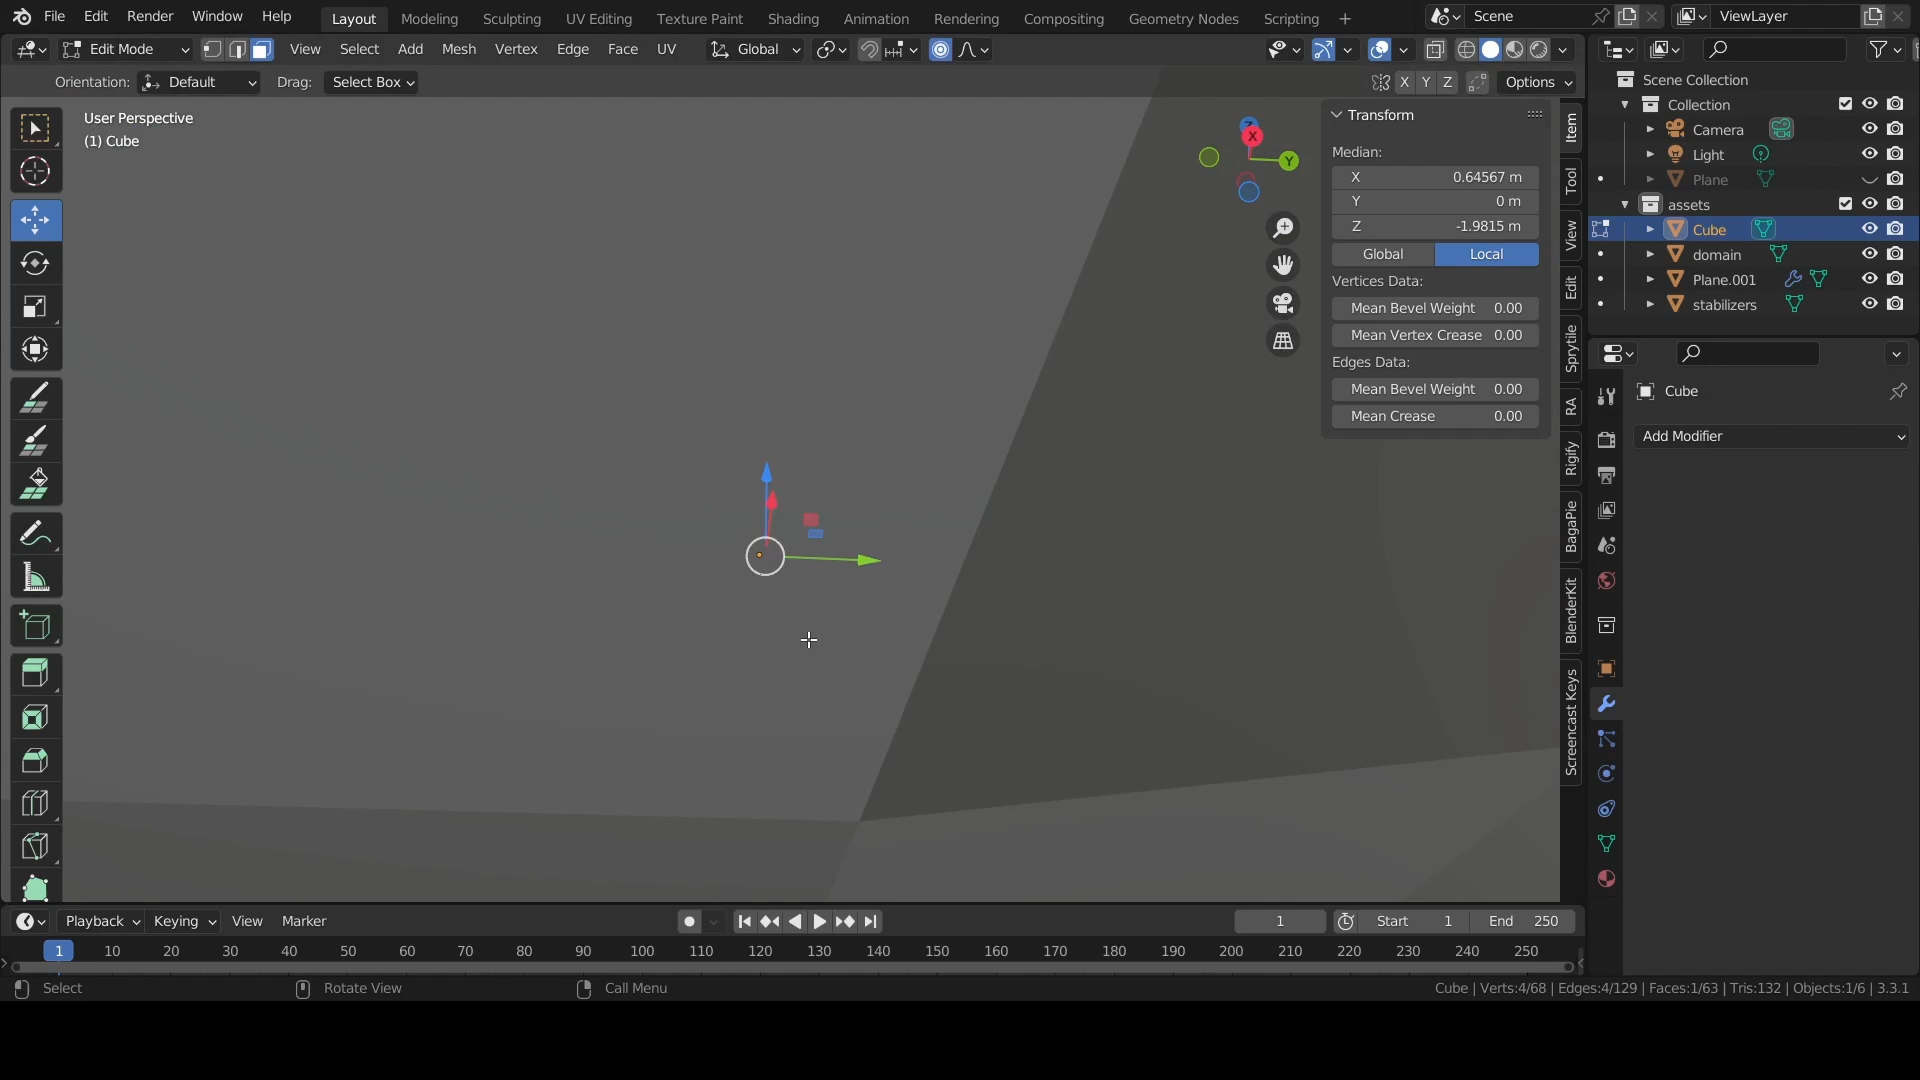 File Edit Render Window Help Layout Modeling Sculpting UV Editing Texture Paint Shading Animation Rendering Compositing Geometry Nodes Scripting + Scene ViewLayer
Edit Mode View Select Add Mesh Vertex Edge Face UV Global
Orientation: Default Drag: Select Box X Y Z Options
User Perspective
(1) Cube
Z
X
Y
Transform
Median:
X 0.64567 m
Y 0 m
Z -1.9815 m
Global Local
Vertices Data:
Mean Bevel Weight 0.00
Mean Vertex Crease 0.00
Edges Data:
Mean Bevel Weight 0.00
Mean Crease 0.00
Item
Tool
View
Edit
Sprytile
RA
Rigify
BagaPie
BlenderKit
Screencast Keys
Scene Collection
Collection
Camera
Light
Plane
assets
Cube
domain
Plane.001
stabilizers
Cube
Add Modifier
Playback Keying View Marker 1 Start 1 End 250
1 10 20 30 40 50 60 70 80 90 100 110 120 130 140 150 160 170 180 190 200 210 220 230 240 250
Select Rotate View Call Menu Cube | Verts:4/68 | Edges:4/129 | Faces:1/63 | Tris:132 | Objects:1/6 | 3.3.1